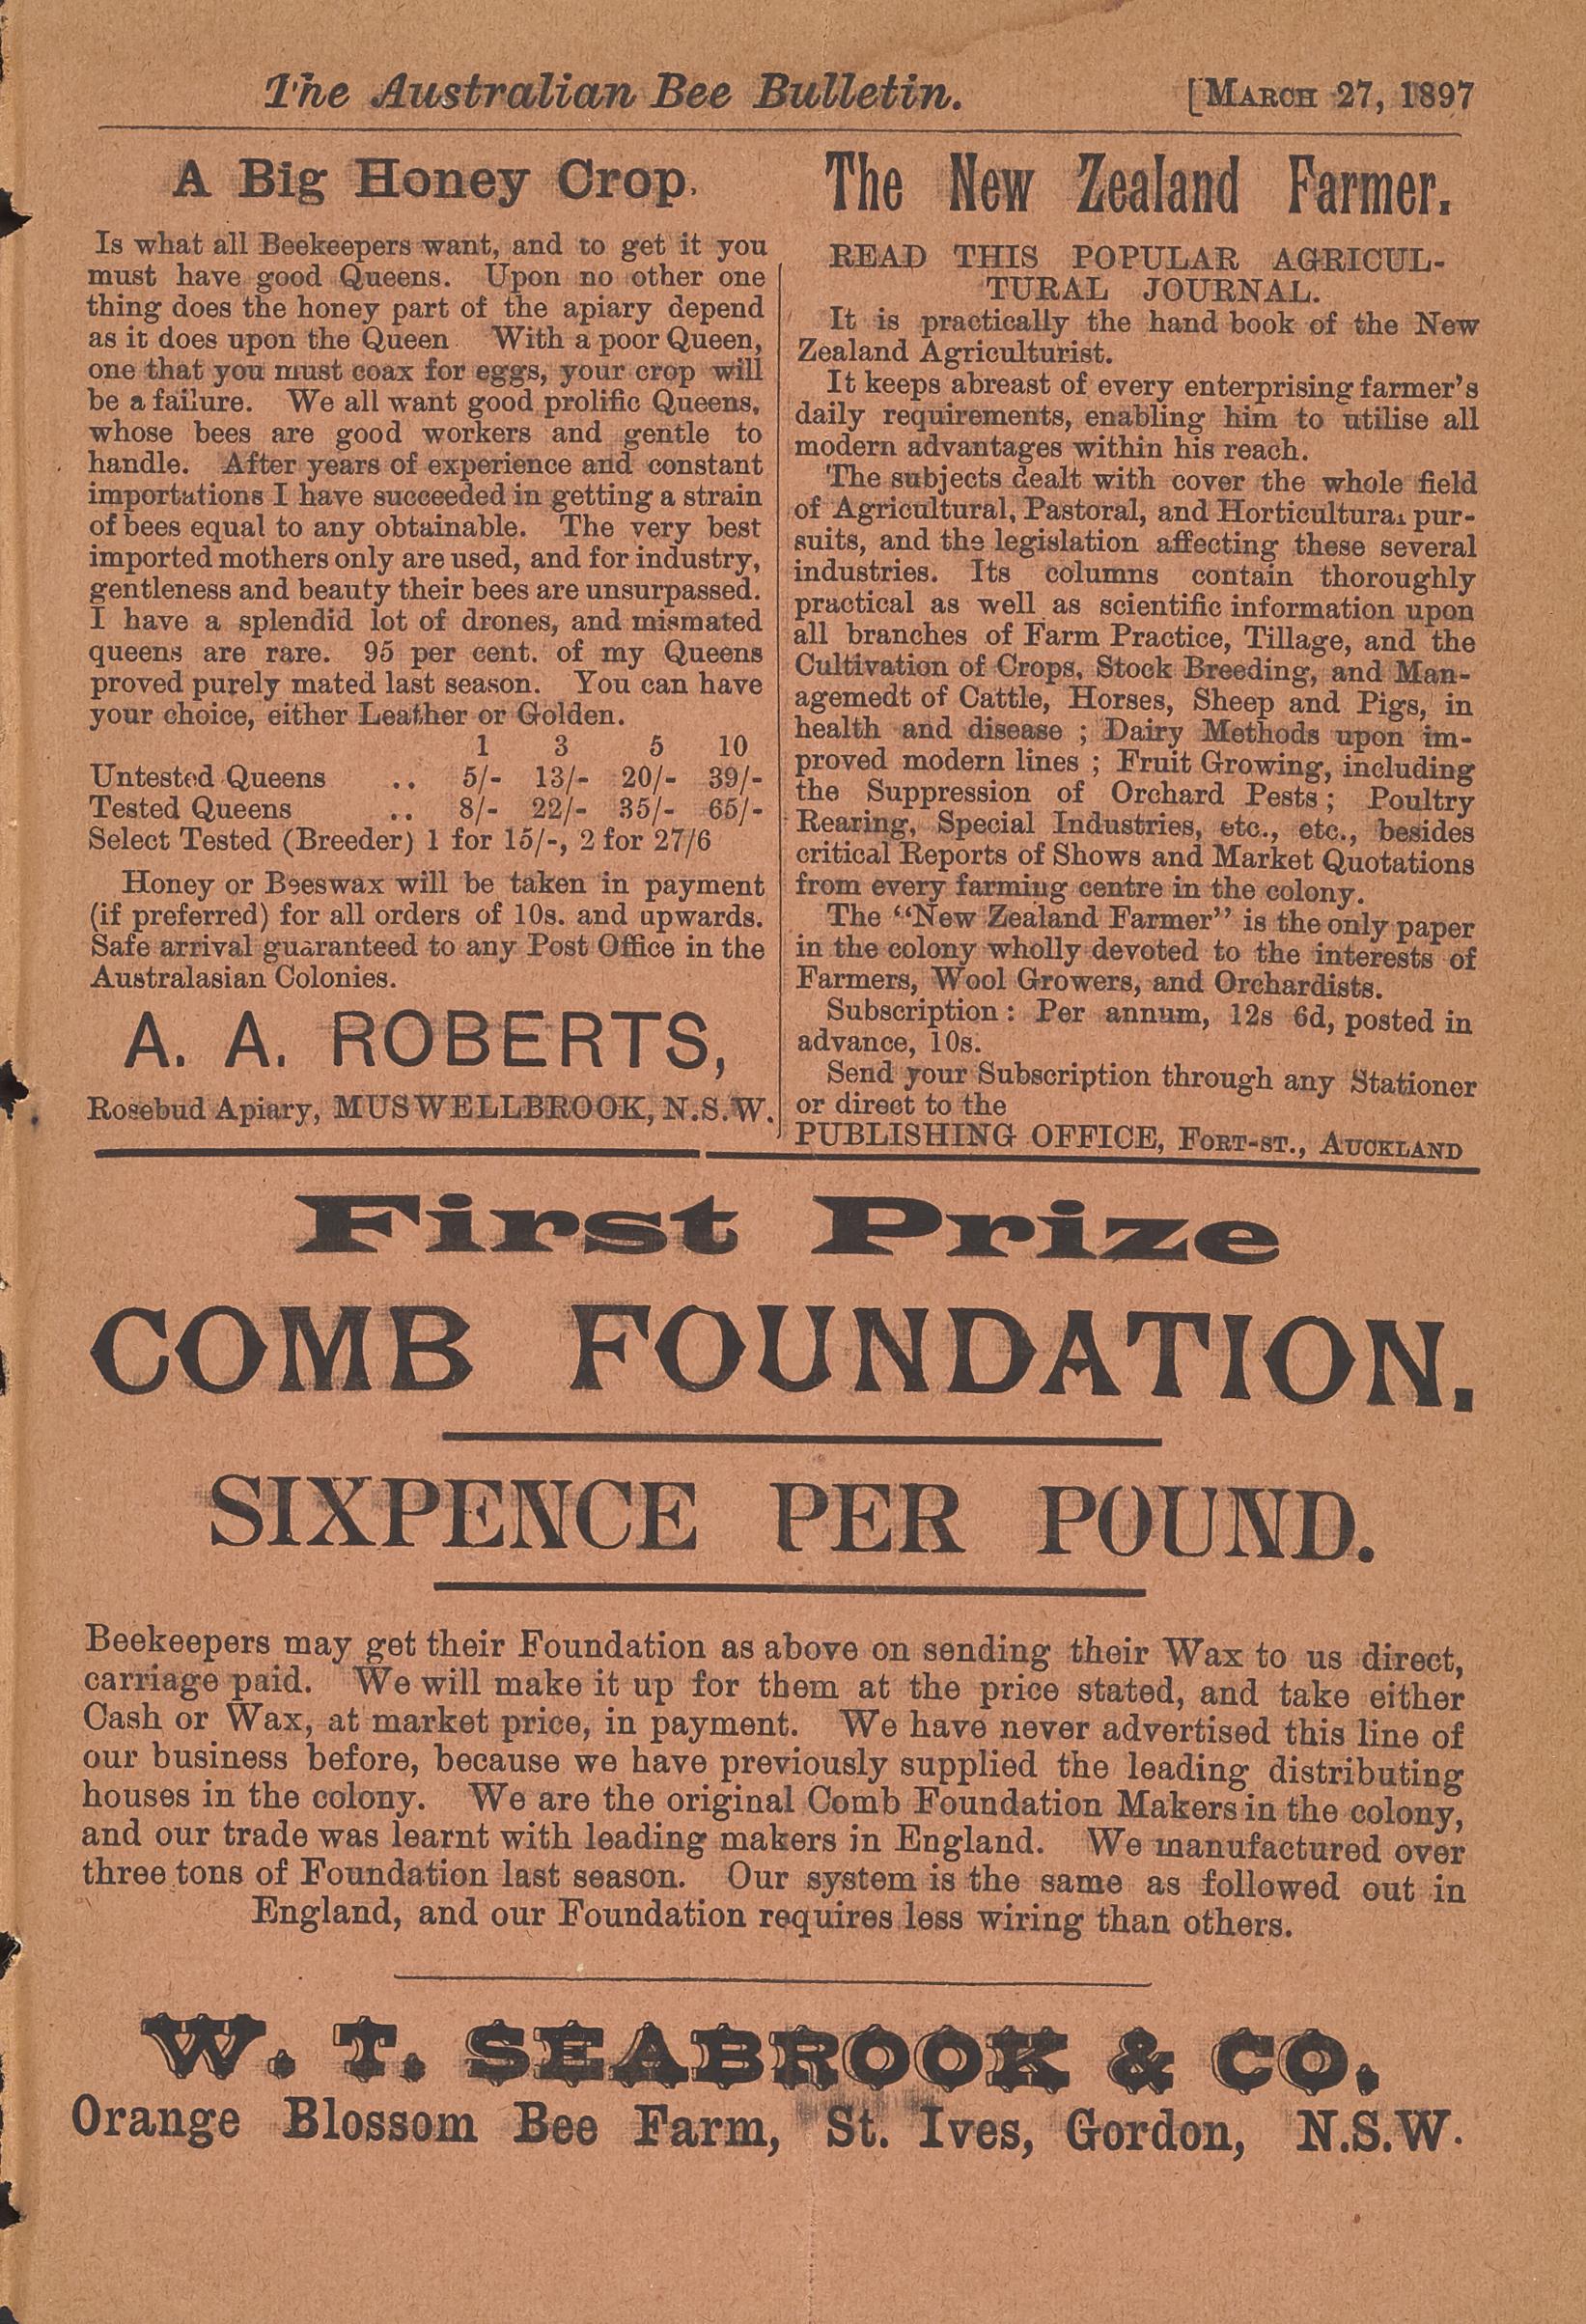 The Australian Bee Bulletin. [MARCH 27, 1897
A Big Honey Crop.
Is what all Beekeepers want, and to get it you
must have good Queens. Upon no other one
thing does the honey part of the apiary depend
as it does upon the Queen With a poor Queen,
one that you must coax for eggs, your crop will
be a failure. We all want good prolific Queens,
whose bees are good workers and gentle to
handle. After years of experience and constant
importations I have succeeded in getting a strain
of bees equal to any obtainable. The very best
imported mothers only are used, and for industry,
gentleness and beauty their bees are unsurpassed.
I have a splendid lot of drones, and mismated
queens are rare. 95 per cent. of my Queens
proved purely mated last season. You can have
your choice, either Leather or Golden.
1 3 5 10
Untested Queens .. 5/- 13/- 20/- 39/-
Tested Queens .. 8/- 22/- 35/- 65/-
Select Tested (Breeder) 1 for 15/-, 2 for 27/6
Honey or Beeswax will be taken in payment
(if preferred) for all orders of 10s. and upwards.
Safe arrival guaranteed to any Post Office in the
Australasian Colonies.
A. A. ROBERTS,
Rosebud Apiary, MUSWELLBROOK, N.S.W.
The New Zealand Farmer.
READ THIS POPULAR AGRICUL-
TURAL JOURNAL.
It is practically the hand book of the New
Zealand Agriculturist.
It keeps abreast of every enterprising farmer's
daily requirements, enabling him to utilise all
modern advantages within his reach.
The subjects dealt with cover the whole field
of Agricultural, Pastoral, and Horticultural pur-
suits, and the legislation affecting these several
industries. Its columns contain thoroughly
practical as well as scientific information upon
all branches of Farm Practice, Tillage, and the
Cultivation of Crops, Stock Breeding, and Man-
agemedt of Cattle, Horses, Sheep and Pigs, in
health and disease ; Dairy Methods upon im-
proved modern lines ; Fruit Growing, including
the Suppression of Orchard Pests ; Poultry
Rearing, Special Industries, etc., etc., besides
critical Reports of Shows and Market Quotations
from every farming centre in the colony.
The "New Zealand Farmer" is the only paper
in the colony wholly devoted to the interests of
Farmers, Wool Growers, and Orchardists.
Subscription : Per annum, 12s 6d, posted in
advance, 10s.
Send your Subscription through any Stationer
or direct to the
PUBLISHING OFFICE, FORT-ST., AUCKLAND
First Prize
COMB FOUNDATION.
SIXPENCE PER POUND.
Beekeepers may get their Foundation as above on sending their Wax to us direct,
carriage paid. We will make it up for them at the price stated, and take either
Cash or Wax, at market price, in payment. We have never advertised this line of
our business before, because we have previously supplied the leading distributing
houses in the colony. We are the original Comb Foundation Makers in the colony,
and our trade was learnt with leading makers in England. We manufactured over
three tons of Foundation last season. Our system is the same as followed out in
England, and our Foundation requires less wiring than others.
W. T. SEABROOK & CO.
Orange Blossom Bee Farm, St. Ives, Gordon, N.S.W.